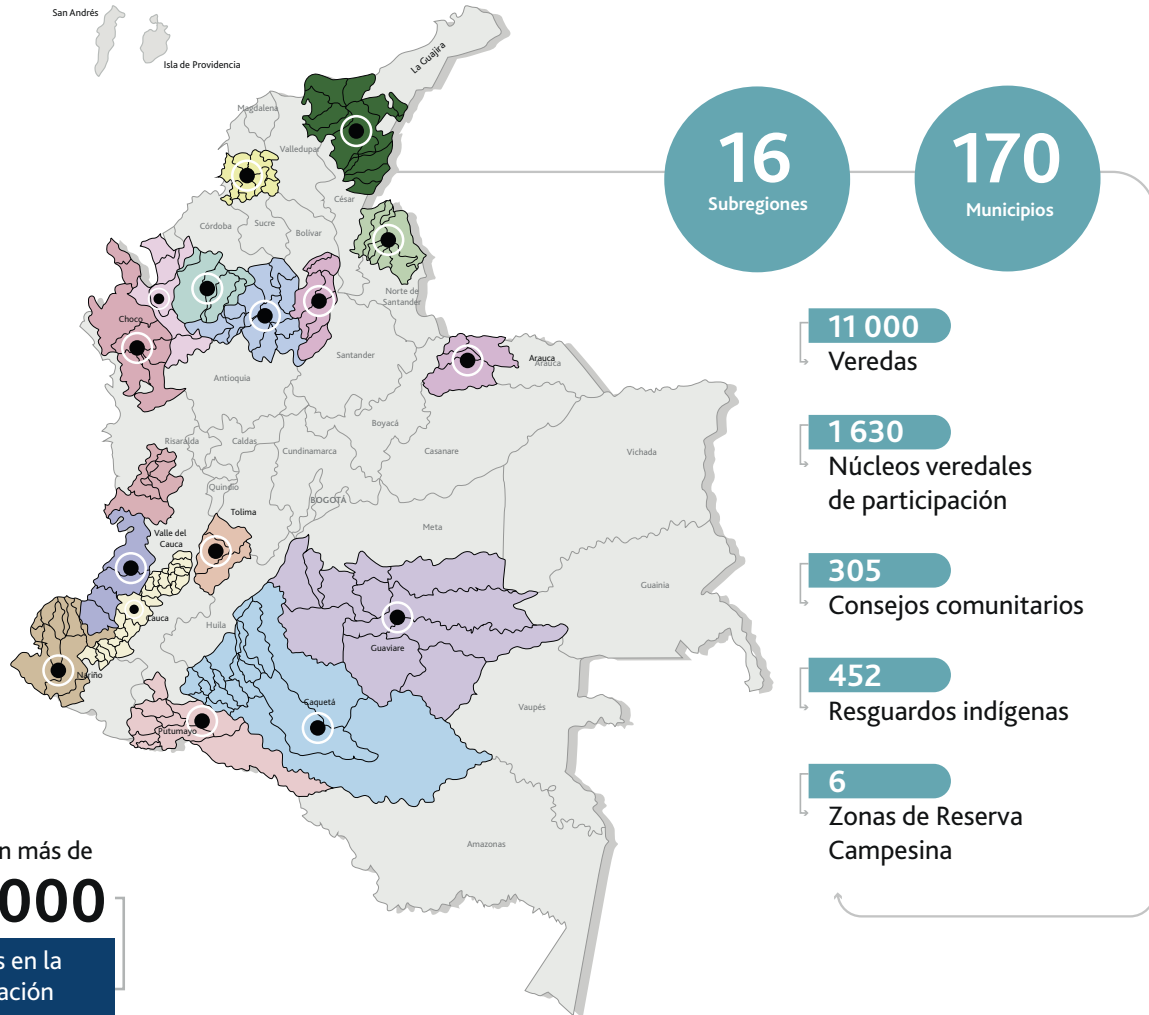 San Andrés
Isla de Providencia
La Guajira
Magdalena
Valledupar
César
Córdoba
Sucre
Bolívar
Norte de
Santander
Choco
Antioquia
Santander
Arauca
Arauca
Boyacá
Risaralda
Caldas
Cundinamarca
Casanare
Vichada
Quindío
BOGOTÁ
Tolima
Meta
Valle del
Cauca
Guainia
Cauca
Huila
Guaviare
Nariño
Caquetá
Vaupés
Putumayo
Amazonas
16
Subregiones
170
Municipios
11 000
Veredas
1 630
Núcleos veredales
de participación
305
Consejos comunitarios
452
Resguardos indígenas
6
Zonas de Reserva
Campesina
n más de
000
s en la
ación